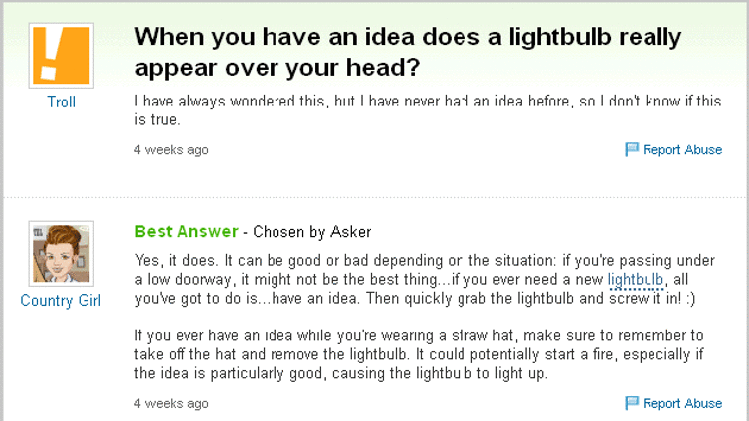 When you have an idea does a lightbulb really
appear over your head?
Troll
I have always wondered this, but I have never had an idea before, so I don't know if this
is true.
4 weeks ago
Report Abuse
Best Answer - Chosen by Asker
Yes, it does. It can be good or bad depending or the situation: if you're passing under
a low doorway, it might not be the best thing...if you ever need a new lightbulb, all
you've got to do is...have an idea. Then quickly grab the lightbulb and screw it in! :)
Country Girl
If you ever have an idea while you're wearing a straw hat, make sure to remember to
take off the hat and remove the lightbulb. It could potentially start a fire, especially if
the idea is particularly good, causing the lightbulb to light up.
4 weeks ago
Report Abuse